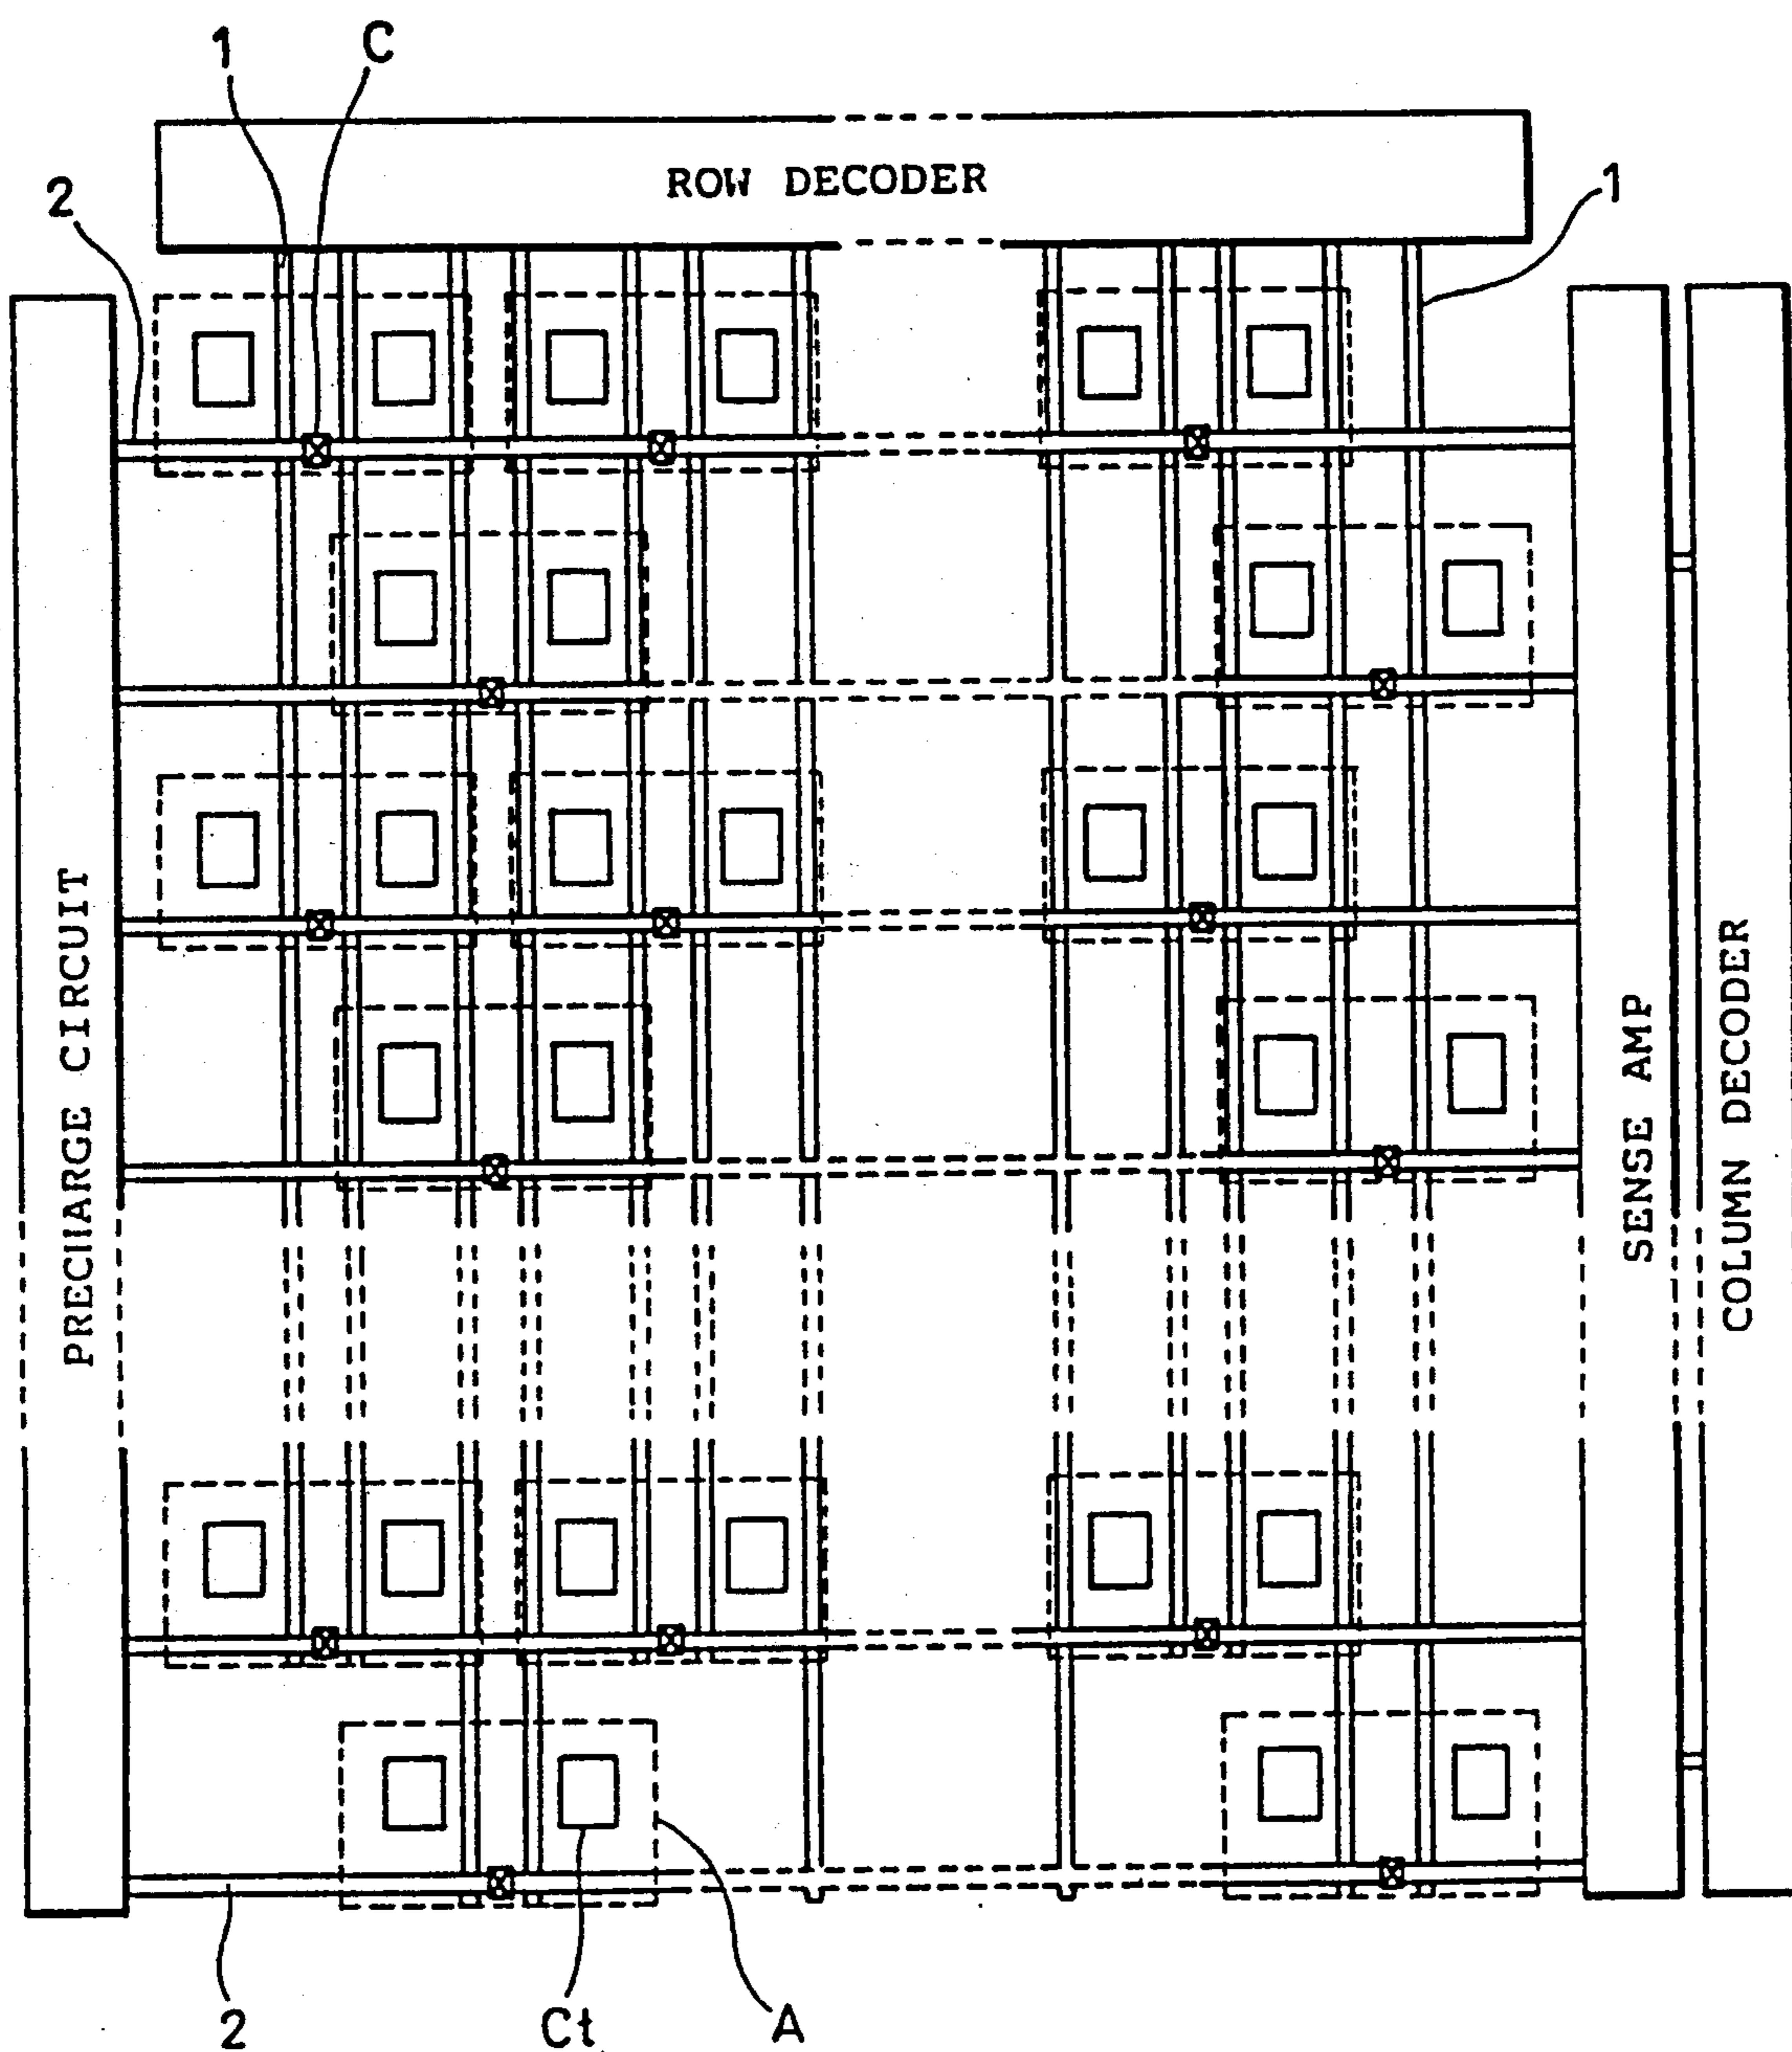 1
C
ROW DECODER
2
1
PRECHARGE CIRCUIT
SENSE AMP
COLUMN DECODER
2
Ct
A